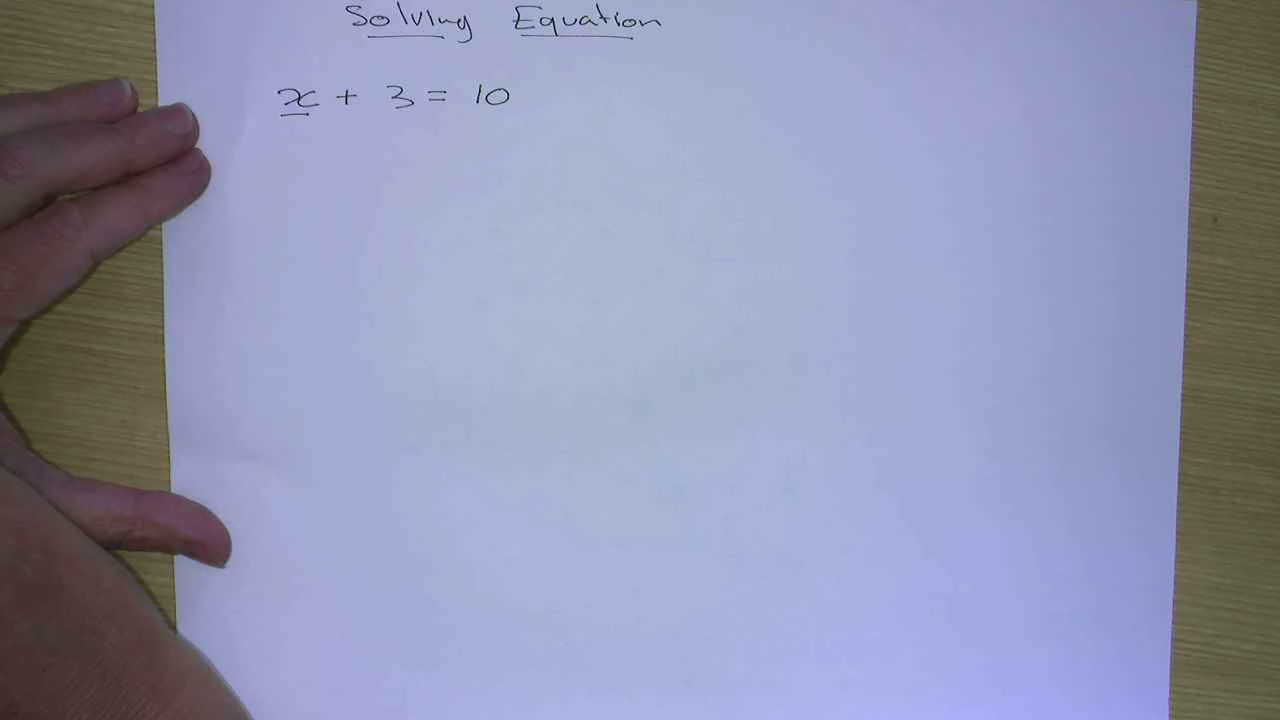 Solving Equation
x + 3 = 10